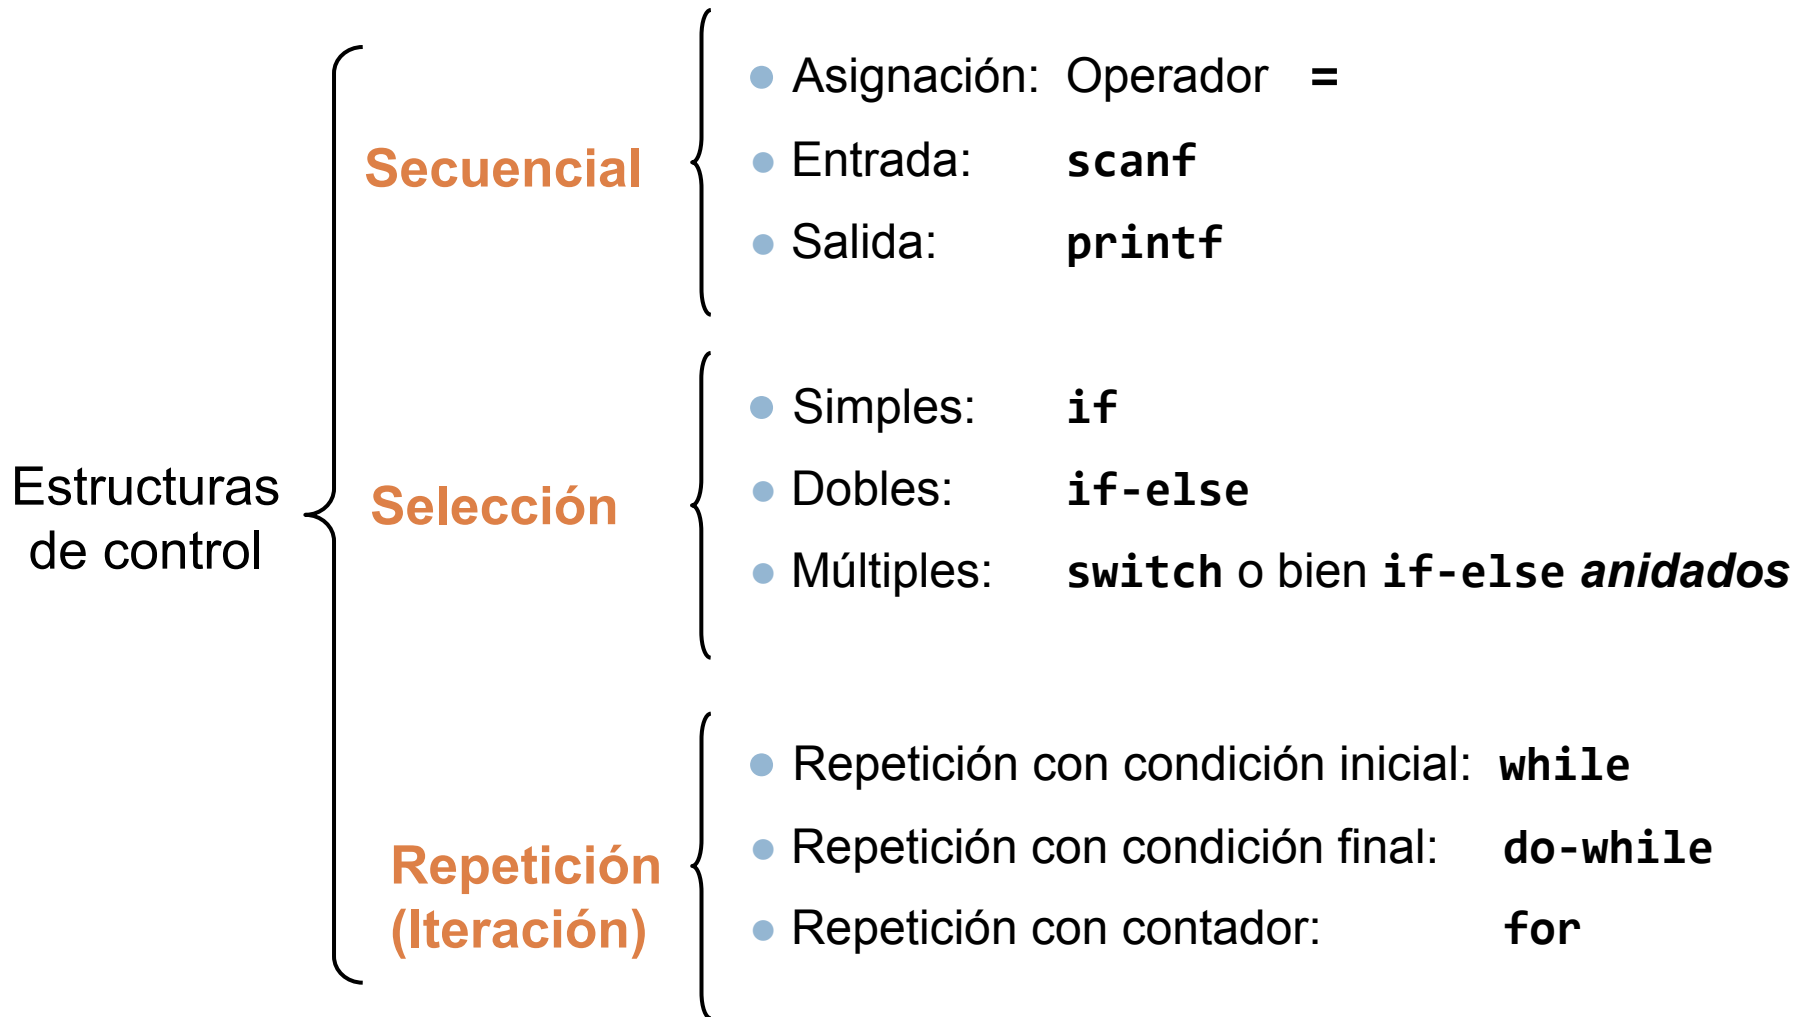 Estructuras
de control
Secuencial
Asignación: Operador =
Entrada: scanf
Salida: printf
Selección
Simples: if
Dobles: if-else
Múltiples: switch o bien if-else anidados
Repetición
(Iteración)
Repetición con condición inicial: while
Repetición con condición final: do-while
Repetición con contador: for